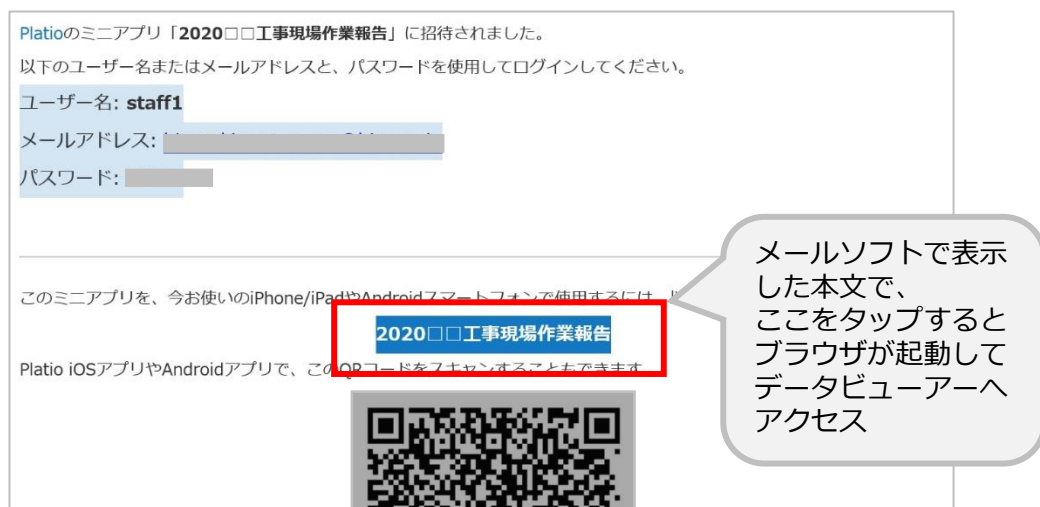 Platioのミニアプリ「2020□□工事現場作業報告」に招待されました。
以下のユーザー名またはメールアドレスと、パスワードを使用してログインしてください。
ユーザー名: staff1
メールアドレス:
パスワード:
このミニアプリを、今お使いのiPhone/iPadやAndroidスマートフォンで使用するには、
2020□□工事現場作業報告
Platio iOSアプリやAndroidアプリで、このQRコードをスキャンすることもできます
メールソフトで表示
した本文で、
ここをタップすると
ブラウザが起動して
データビューアーへ
アクセス